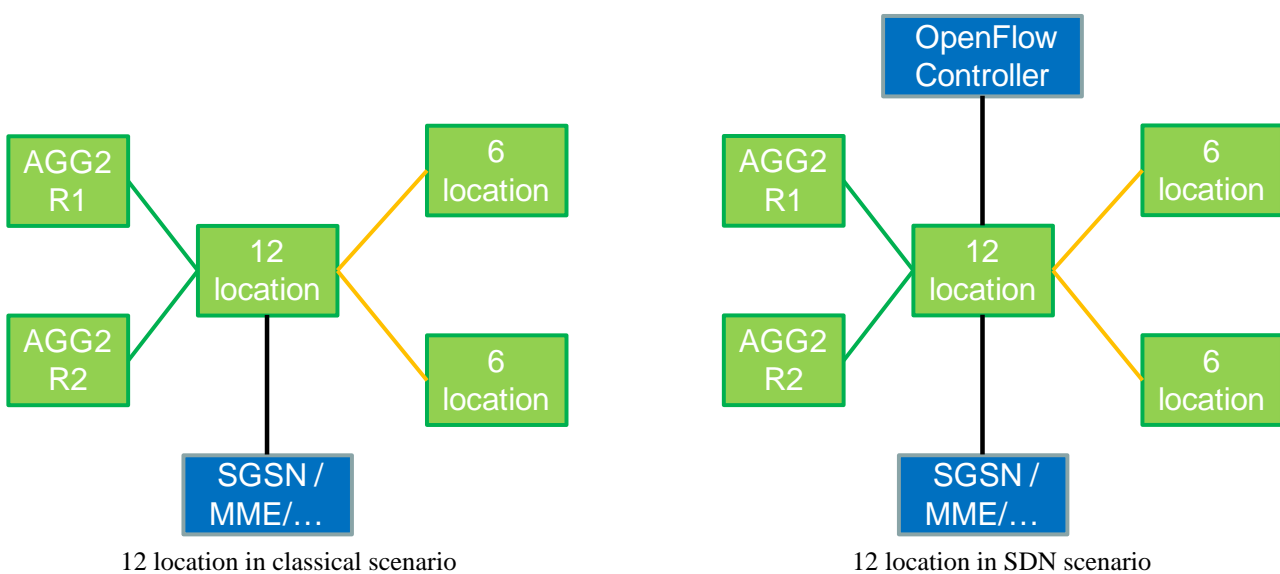 AGG2
R1
AGG2
R2
12
location
6
location
6
location
SGSN /
MME/…
12 location in classical scenario
OpenFlow
Controller
AGG2
R1
AGG2
R2
12
location
6
location
6
location
SGSN /
MME/…
12 location in SDN scenario